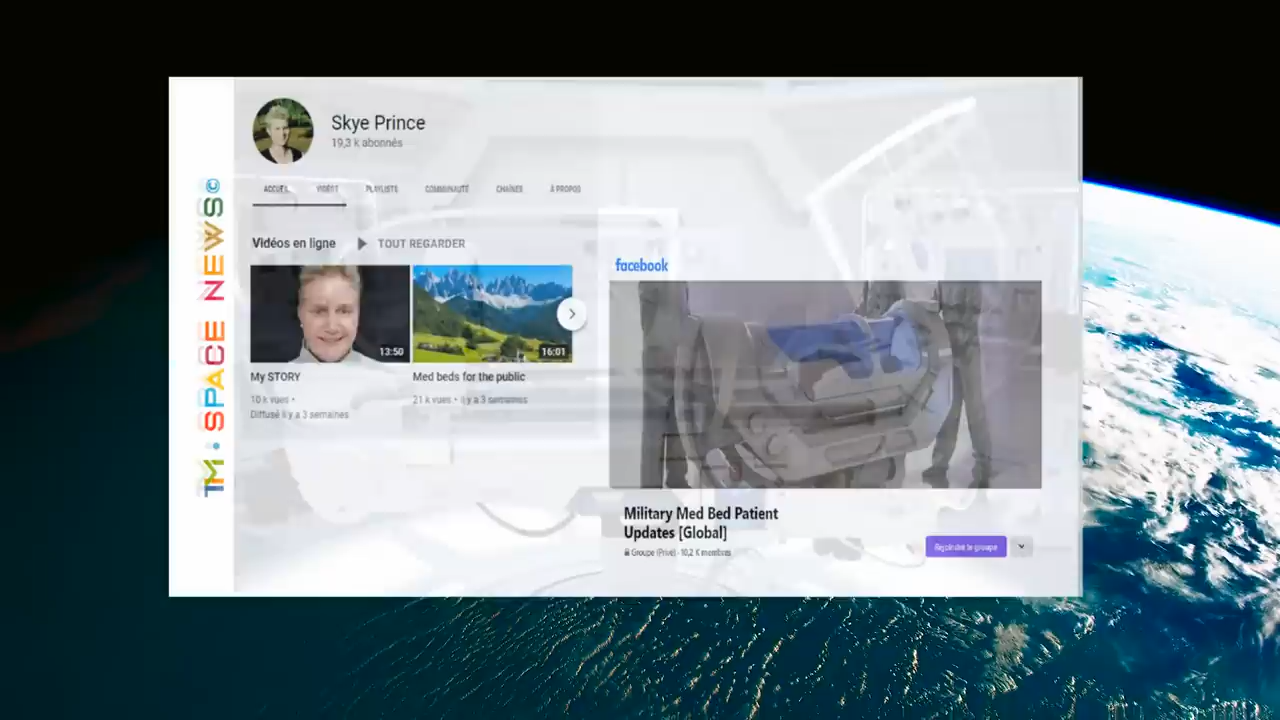 TM • SPACE NEWS©
Skye Prince
19,3 k abonnés
ACCUEIL VIDÉOS PLAYLISTS COMMUNAUTÉ CHAÎNES À PROPOS
Vidéos en ligne TOUT REGARDER
13:50
16:01
My STORY
10 k vues •
Diffusé il y a 3 semaines
Med beds for the public
21 k vues • il y a 3 semaines
facebook
Military Med Bed Patient
Updates [Global]
Groupe (Privé) · 10,2 K membres
Rejoindre le groupe